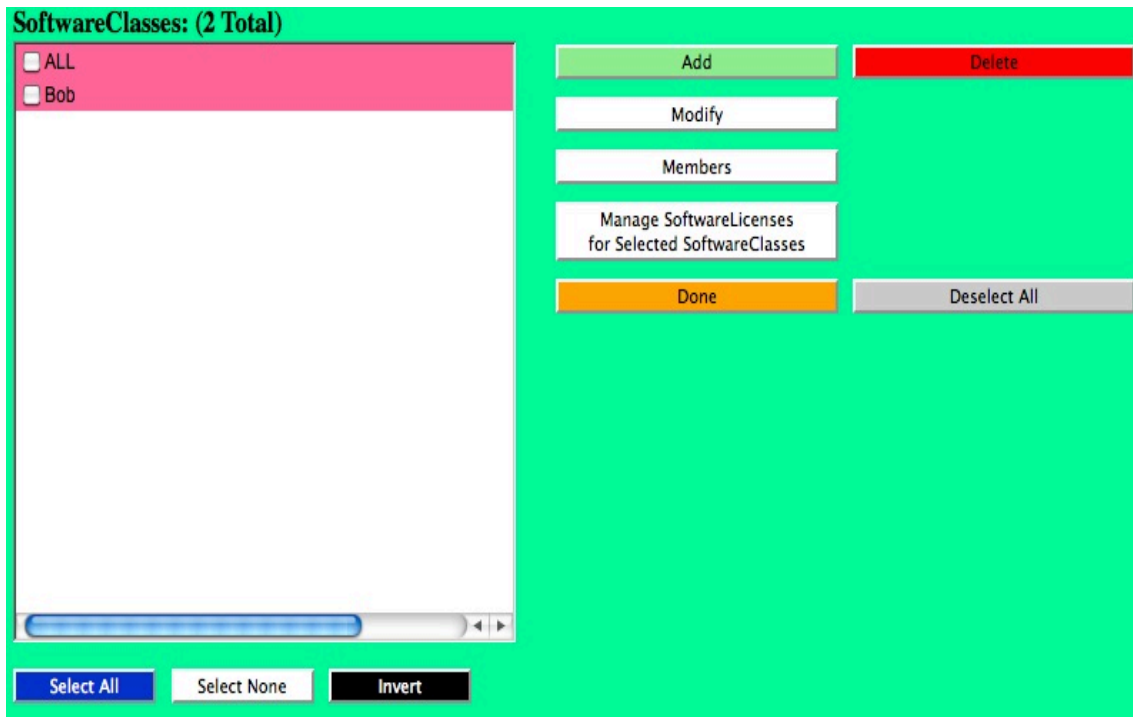 SoftwareClasses: (2 Total)
ALL
Bob
Add
Delete
Modify
Members
Manage SoftwareLicenses
for Selected SoftwareClasses
Done
Deselect All
Select All
Select None
Invert